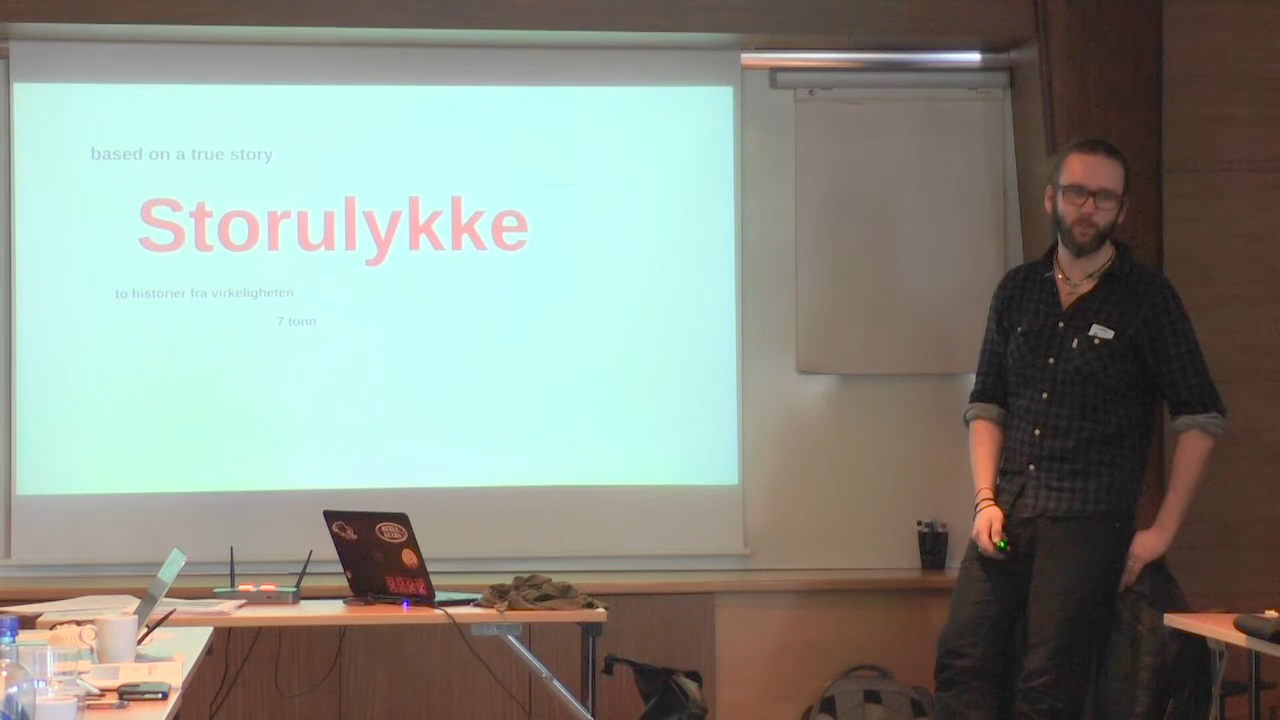 based on a true story
Storulykke
to historier fra virkeligheten
7 tonn